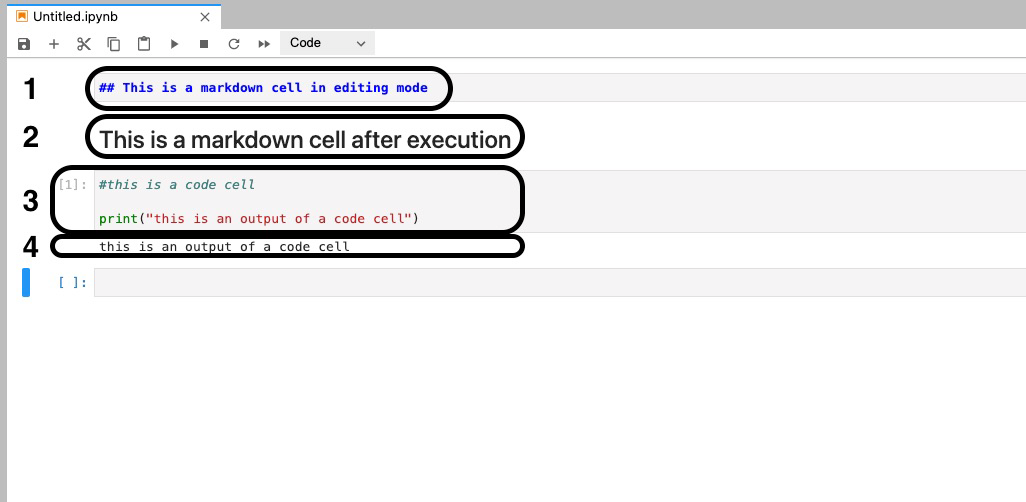 Untitled.ipynb
Code
1 ## This is a markdown cell in editing mode
2 This is a markdown cell after execution
3 [1]: #this is a code cell
print("this is an output of a code cell")
4 this is an output of a code cell
[ ]: